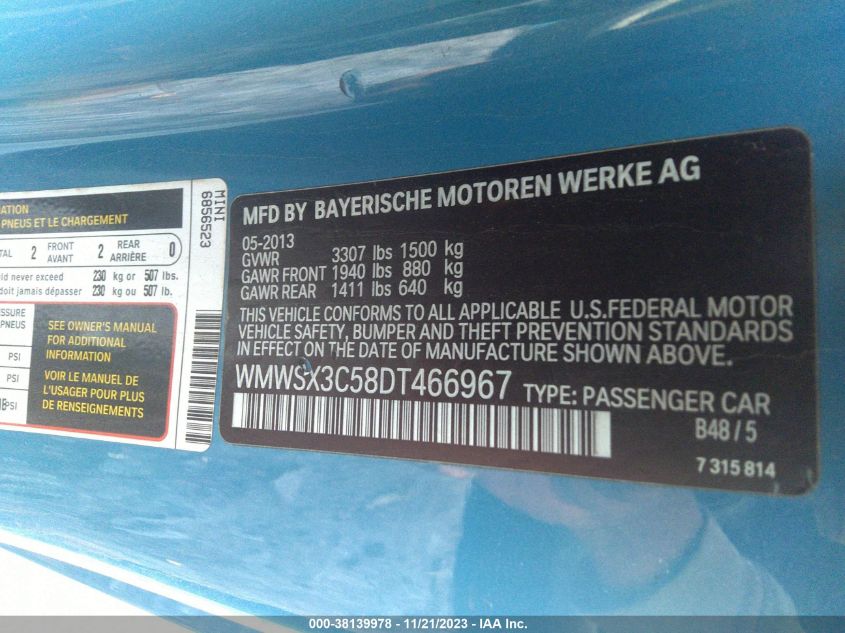 ATION
PNEUS ET LE CHARGEMENT
TAL 2 FRONT AVANT 2 REAR ARRIÈRE 0
ld never exceed 230 kg or 507 lbs.
doit jamais dépasser 230 kg ou 507 lb.
SSURE
PNEUS
PSI
PSI
PSI
SEE OWNER'S MANUAL
FOR ADDITIONAL
INFORMATION
VOIR LE MANUEL DE
L'USAGER POUR PLUS
DE RENSEIGNEMENTS
MINI
6856523
MFD BY BAYERISCHE MOTOREN WERKE AG
05-2013
GVWR 3307 lbs 1500 kg
GAWR FRONT 1940 lbs 880 kg
GAWR REAR 1411 lbs 640 kg
THIS VEHICLE CONFORMS TO ALL APPLICABLE U.S.FEDERAL MOTOR
VEHICLE SAFETY, BUMPER AND THEFT PREVENTION STANDARDS
IN EFFECT ON THE DATE OF MANUFACTURE SHOWN ABOVE.
WMWSX3C58DT466967 TYPE: PASSENGER CAR
B48 / 5
7 315 814
000-38139978 - 11/21/2023 - IAA Inc.